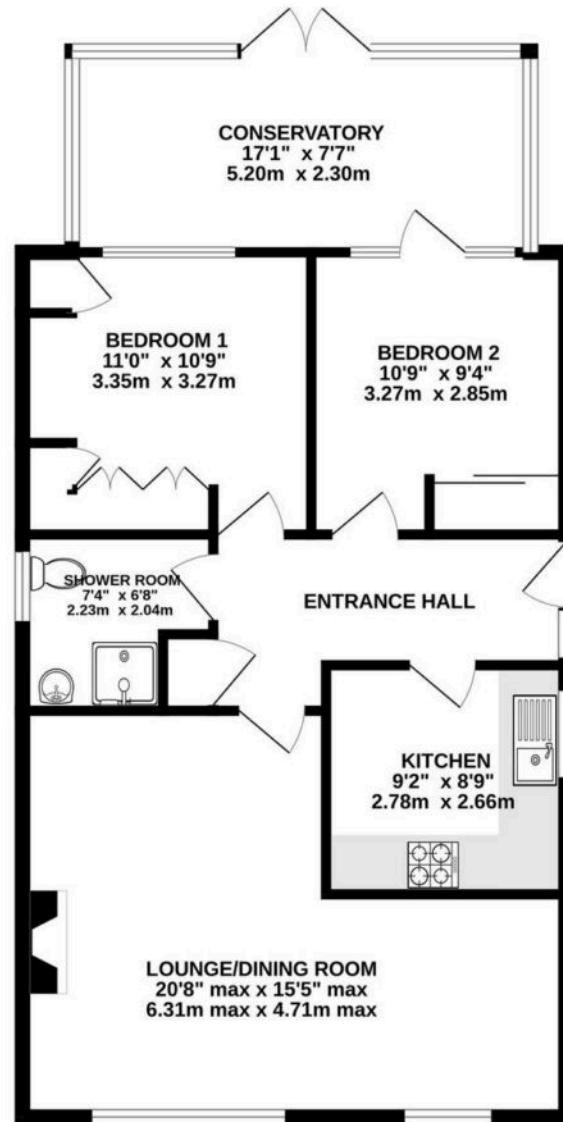 CONSERVATORY
17'1" x 7'7"
5.20m x 2.30m
BEDROOM 1
11'0" x 10'9"
3.35m x 3.27m
BEDROOM 2
10'9" x 9'4"
3.27m x 2.85m
SHOWER ROOM
7'4" x 6'8"
2.23m x 2.04m
ENTRANCE HALL
KITCHEN
9'2" x 8'9"
2.78m x 2.66m
LOUNGE/DINING ROOM
20'8" max x 15'5" max
6.31m max x 4.71m max